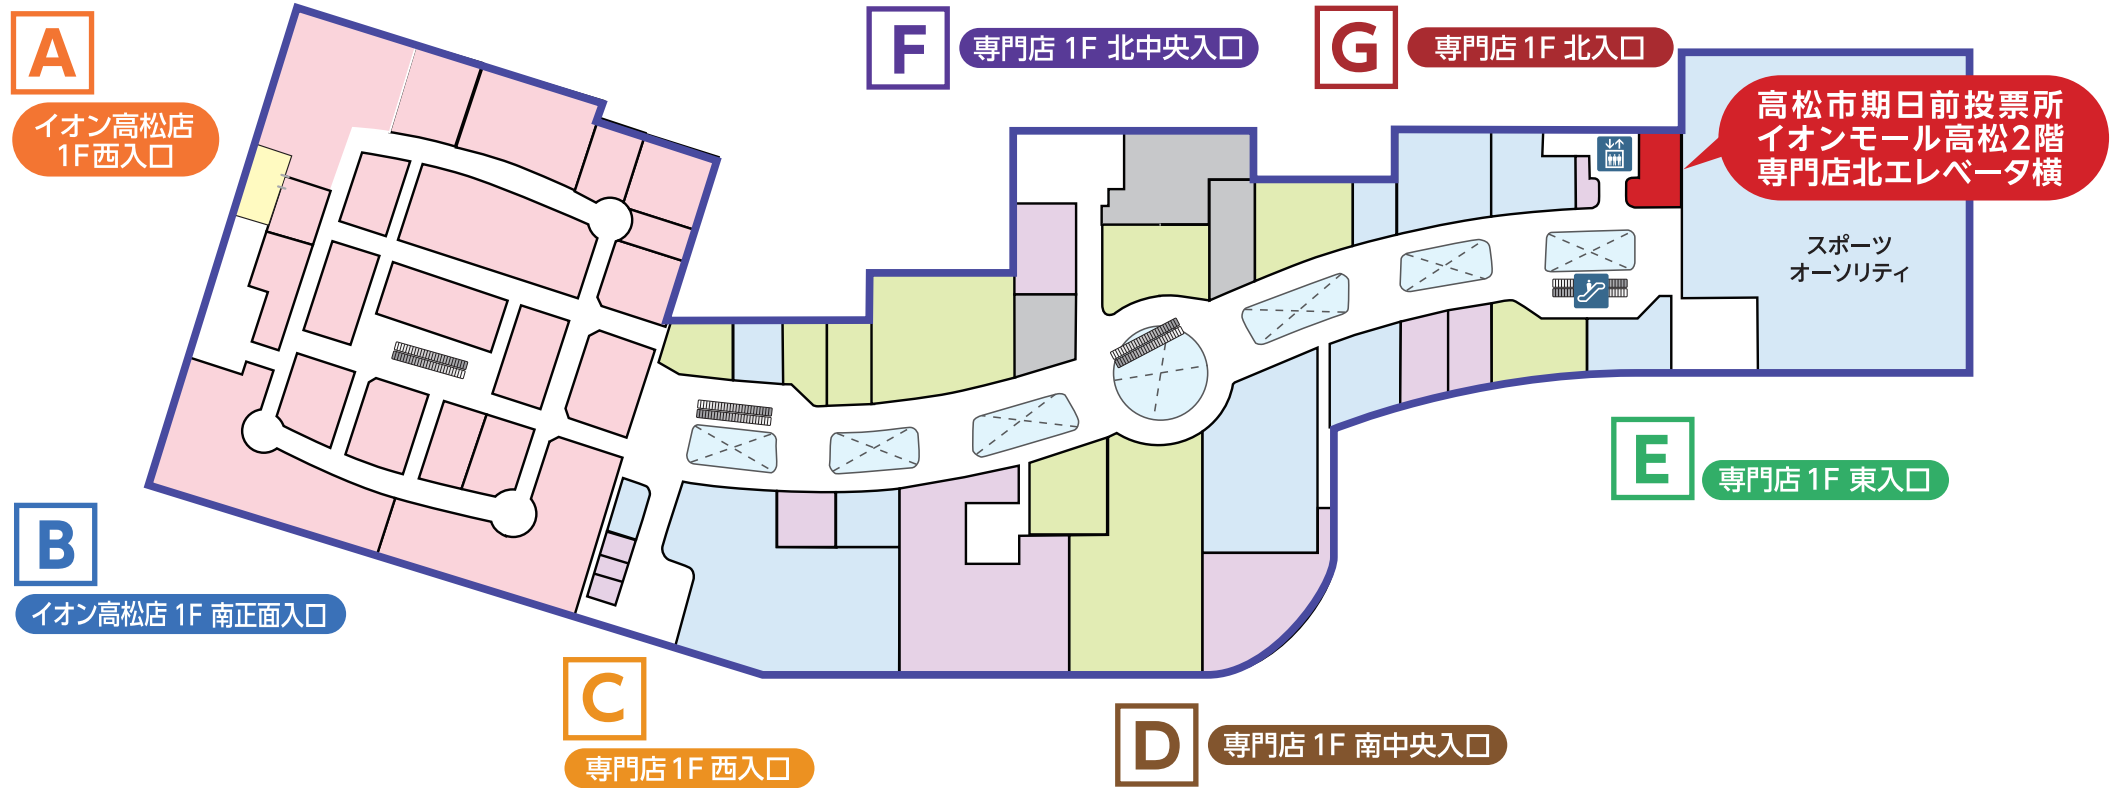 A
イオン高松店
1F西入口
F
専門店 1F 北中央入口
G
専門店 1F 北入口
高松市期日前投票所
イオンモール高松2階
専門店北エレベータ横
スポーツ
オーソリティ
B
イオン高松店 1F 南正面入口
C
専門店 1F 西入口
D
専門店 1F 南中央入口
E
専門店 1F 東入口